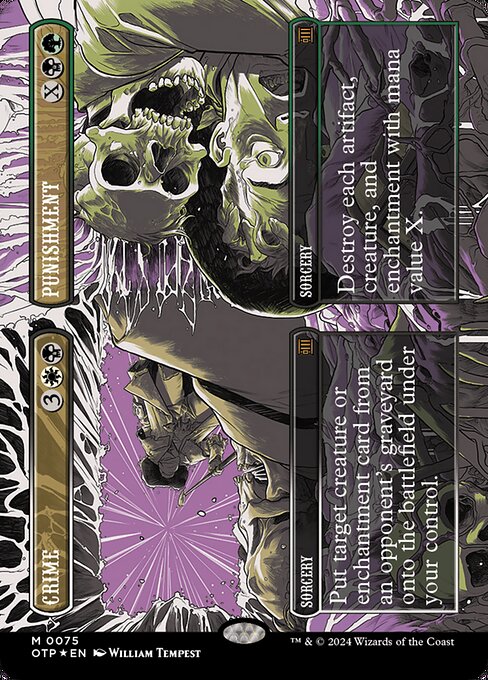 CRIME
3
SORCERY
Put target creature or
enchantment card from
an opponent's graveyard
onto the battlefield under
your control.
PUNISHMENT
X
SORCERY
Destroy each artifact,
creature, and
enchantment with mana
value X.
M 0075
OTP★EN WILLIAM TEMPEST
™ & © 2024 Wizards of the Coast